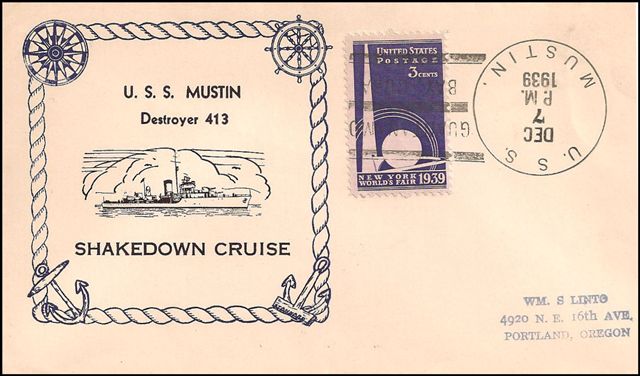 U. S. S. MUSTIN
Destroyer 413
SHAKEDOWN CRUISE
UNITED STATES
POSTAGE
3 CENTS
NEW YORK
WORLD'S FAIR 1939
U. S. S. MUSTIN.
DEC
7
P.M.
1939
WM. S LINTO
4920 N. E. 16th AVE.
PORTLAND, OREGON